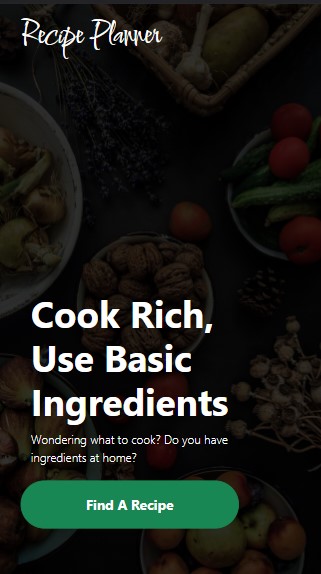 Recipe Planner
Cook Rich,
Use Basic
Ingredients
Wondering what to cook? Do you have
ingredients at home?
Find A Recipe